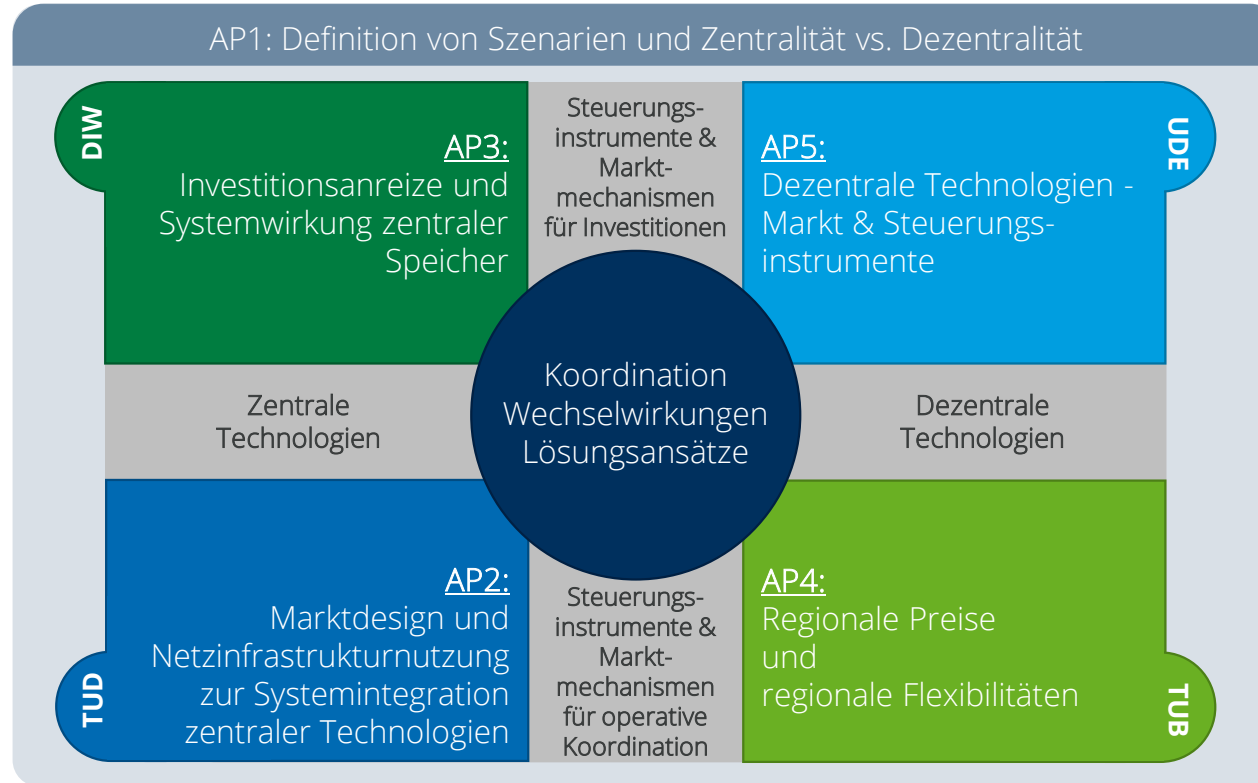 AP1: Definition von Szenarien und Zentralität vs. Dezentralität
DIW
AP3:
Investitionsanreize und
Systemwirkung zentraler
Speicher
Steuerungs-
instrumente &
Markt-
mechanismen
für Investitionen
AP5:
Dezentrale Technologien -
Markt & Steuerungs-
instrumente
UDE
Zentrale
Technologien
Koordination
Wechselwirkungen
Lösungsansätze
Dezentrale
Technologien
TUD
AP2:
Marktdesign und
Netzinfrastrukturnutzung
zur Systemintegration
zentraler Technologien
Steuerungs-
instrumente &
Markt-
mechanismen
für operative
Koordination
AP4:
Regionale Preise
und
regionale Flexibilitäten
TUB